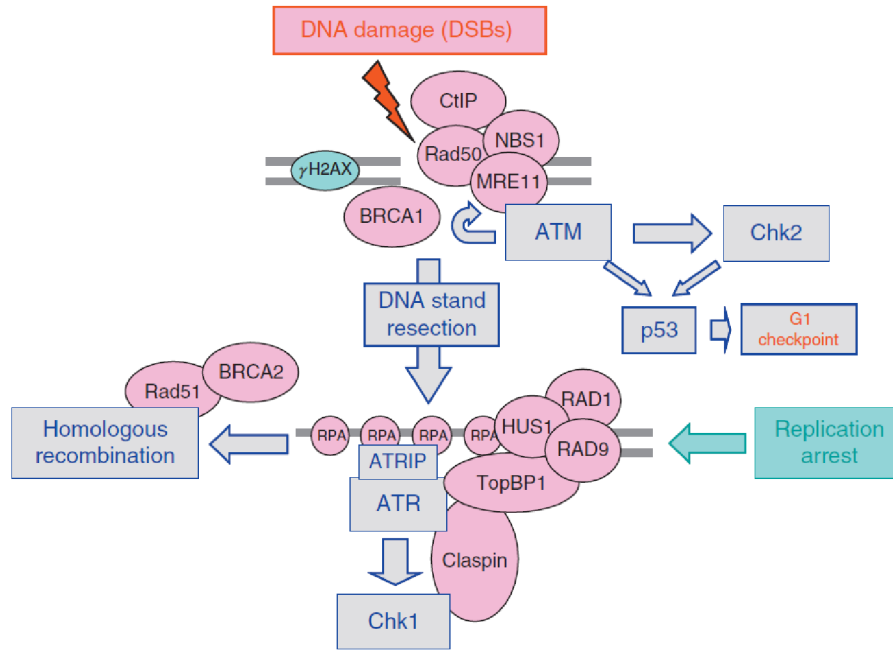 DNA damage (DSBs)
CtIP
NBS1
Rad50
γH2AX
MRE11
BRCA1
ATM
Chk2
DNA stand
resection
p53
G1
checkpoint
BRCA2
Rad51
RAD1
Homologous
recombination
RPA
RPA
RPA
RPA
HUS1
RAD9
Replication
arrest
ATRIP
TopBP1
ATR
Claspin
Chk1